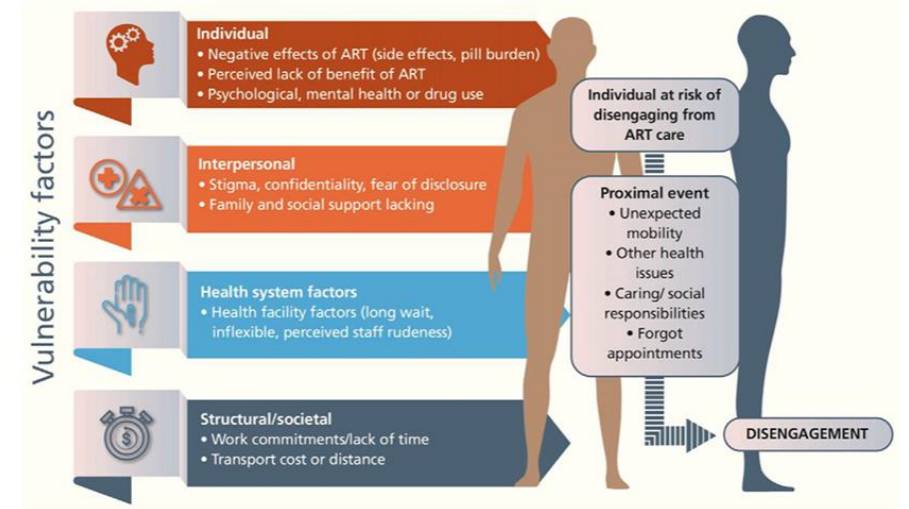 Vulnerability factors
Individual
• Negative effects of ART (side effects, pill burden)
• Perceived lack of benefit of ART
• Psychological, mental health or drug use
Interpersonal
• Stigma, confidentiality, fear of disclosure
• Family and social support lacking
Health system factors
• Health facility factors (long wait,
inflexible, perceived staff rudeness)
$
Structural/societal
• Work commitments/lack of time
• Transport cost or distance
Individual at risk of
disengaging from
ART care
Proximal event
• Unexpected
mobility
• Other health
issues
• Caring/ social
responsibilities
• Forgot
appointments
DISENGAGEMENT